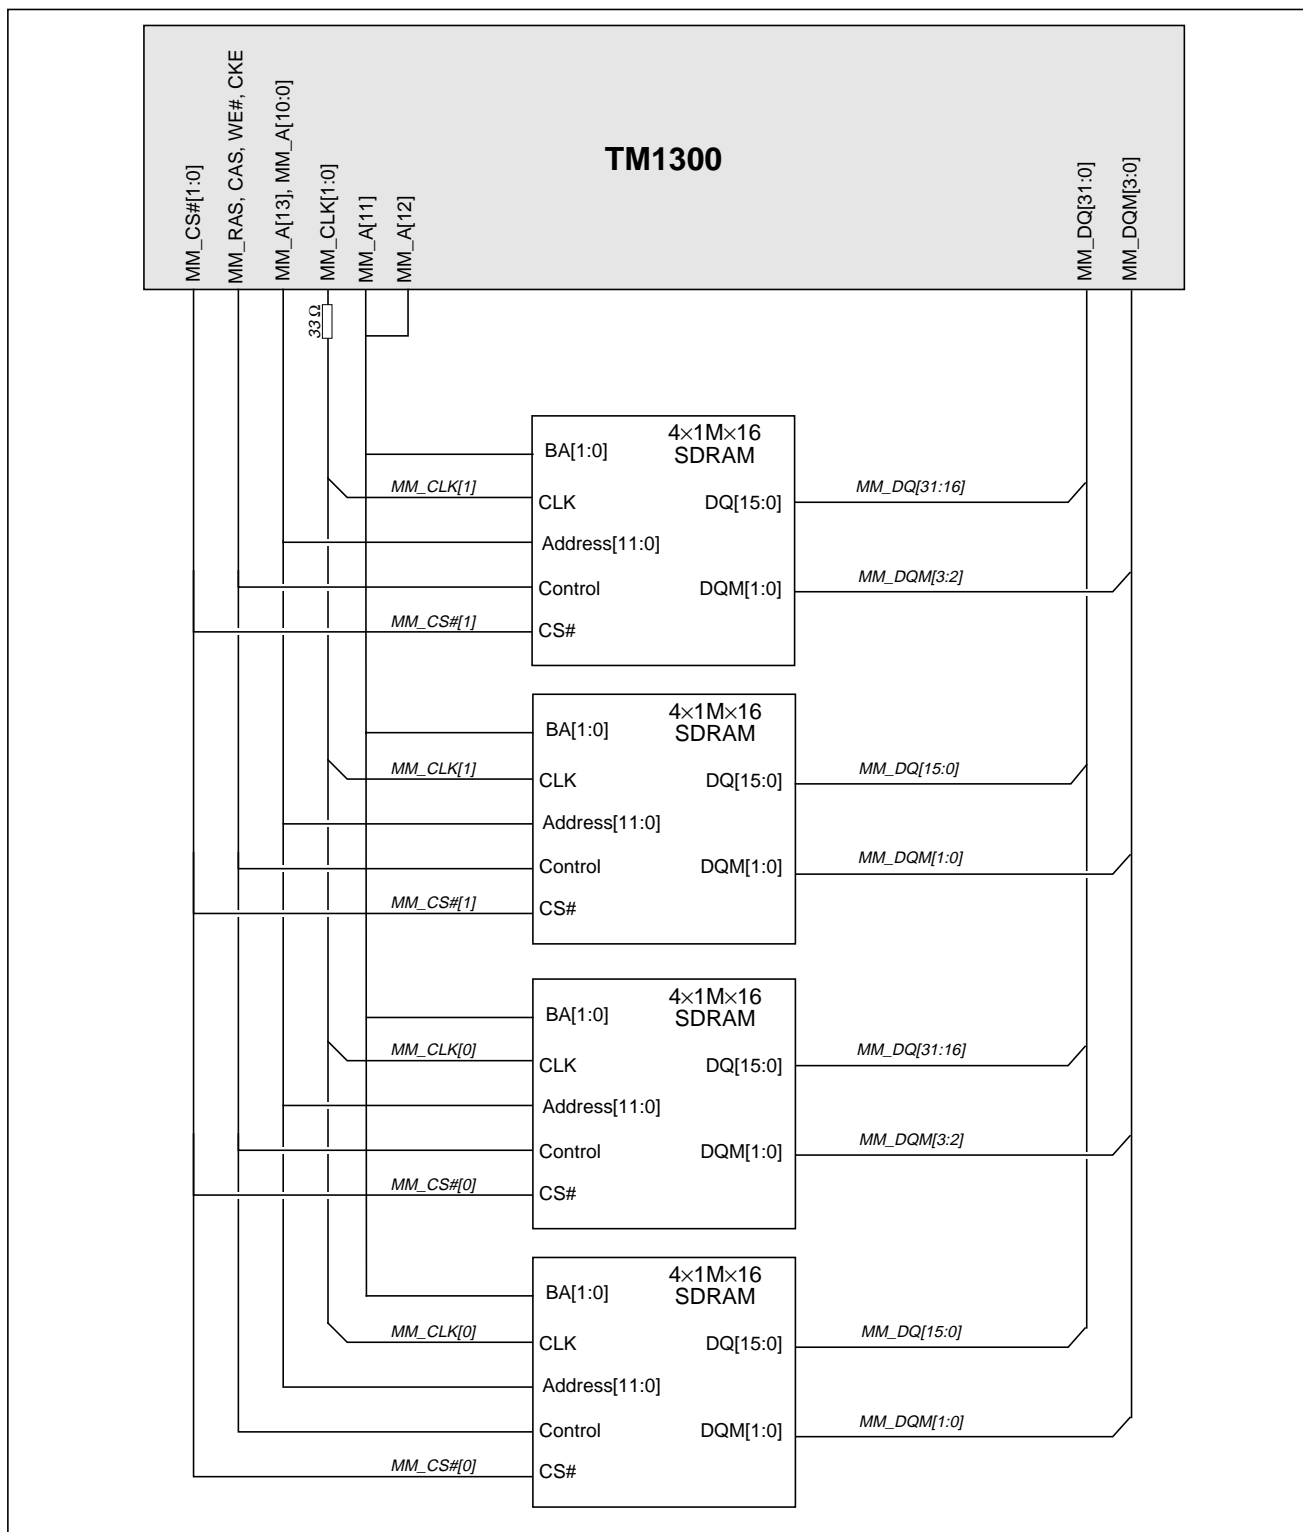 TM1300
MM_CS#[1:0]
MM_RAS, CAS, WE#, CKE
MM_A[13], MM_A[10:0]
MM_CLK[1:0]
MM_A[11]
MM_A[12]
MM_DQ[31:0]
MM_DQM[3:0]
33 Ω
4×1M×16
SDRAM
BA[1:0]
MM_CLK[1]
CLK
DQ[15:0]
MM_DQ[31:16]
Address[11:0]
Control
DQM[1:0]
MM_DQM[3:2]
MM_CS#[1]
CS#
4×1M×16
SDRAM
BA[1:0]
MM_CLK[1]
CLK
DQ[15:0]
MM_DQ[15:0]
Address[11:0]
Control
DQM[1:0]
MM_DQM[1:0]
MM_CS#[1]
CS#
4×1M×16
SDRAM
BA[1:0]
MM_CLK[0]
CLK
DQ[15:0]
MM_DQ[31:16]
Address[11:0]
Control
DQM[1:0]
MM_DQM[3:2]
MM_CS#[0]
CS#
4×1M×16
SDRAM
BA[1:0]
MM_CLK[0]
CLK
DQ[15:0]
MM_DQ[15:0]
Address[11:0]
Control
DQM[1:0]
MM_DQM[1:0]
MM_CS#[0]
CS#